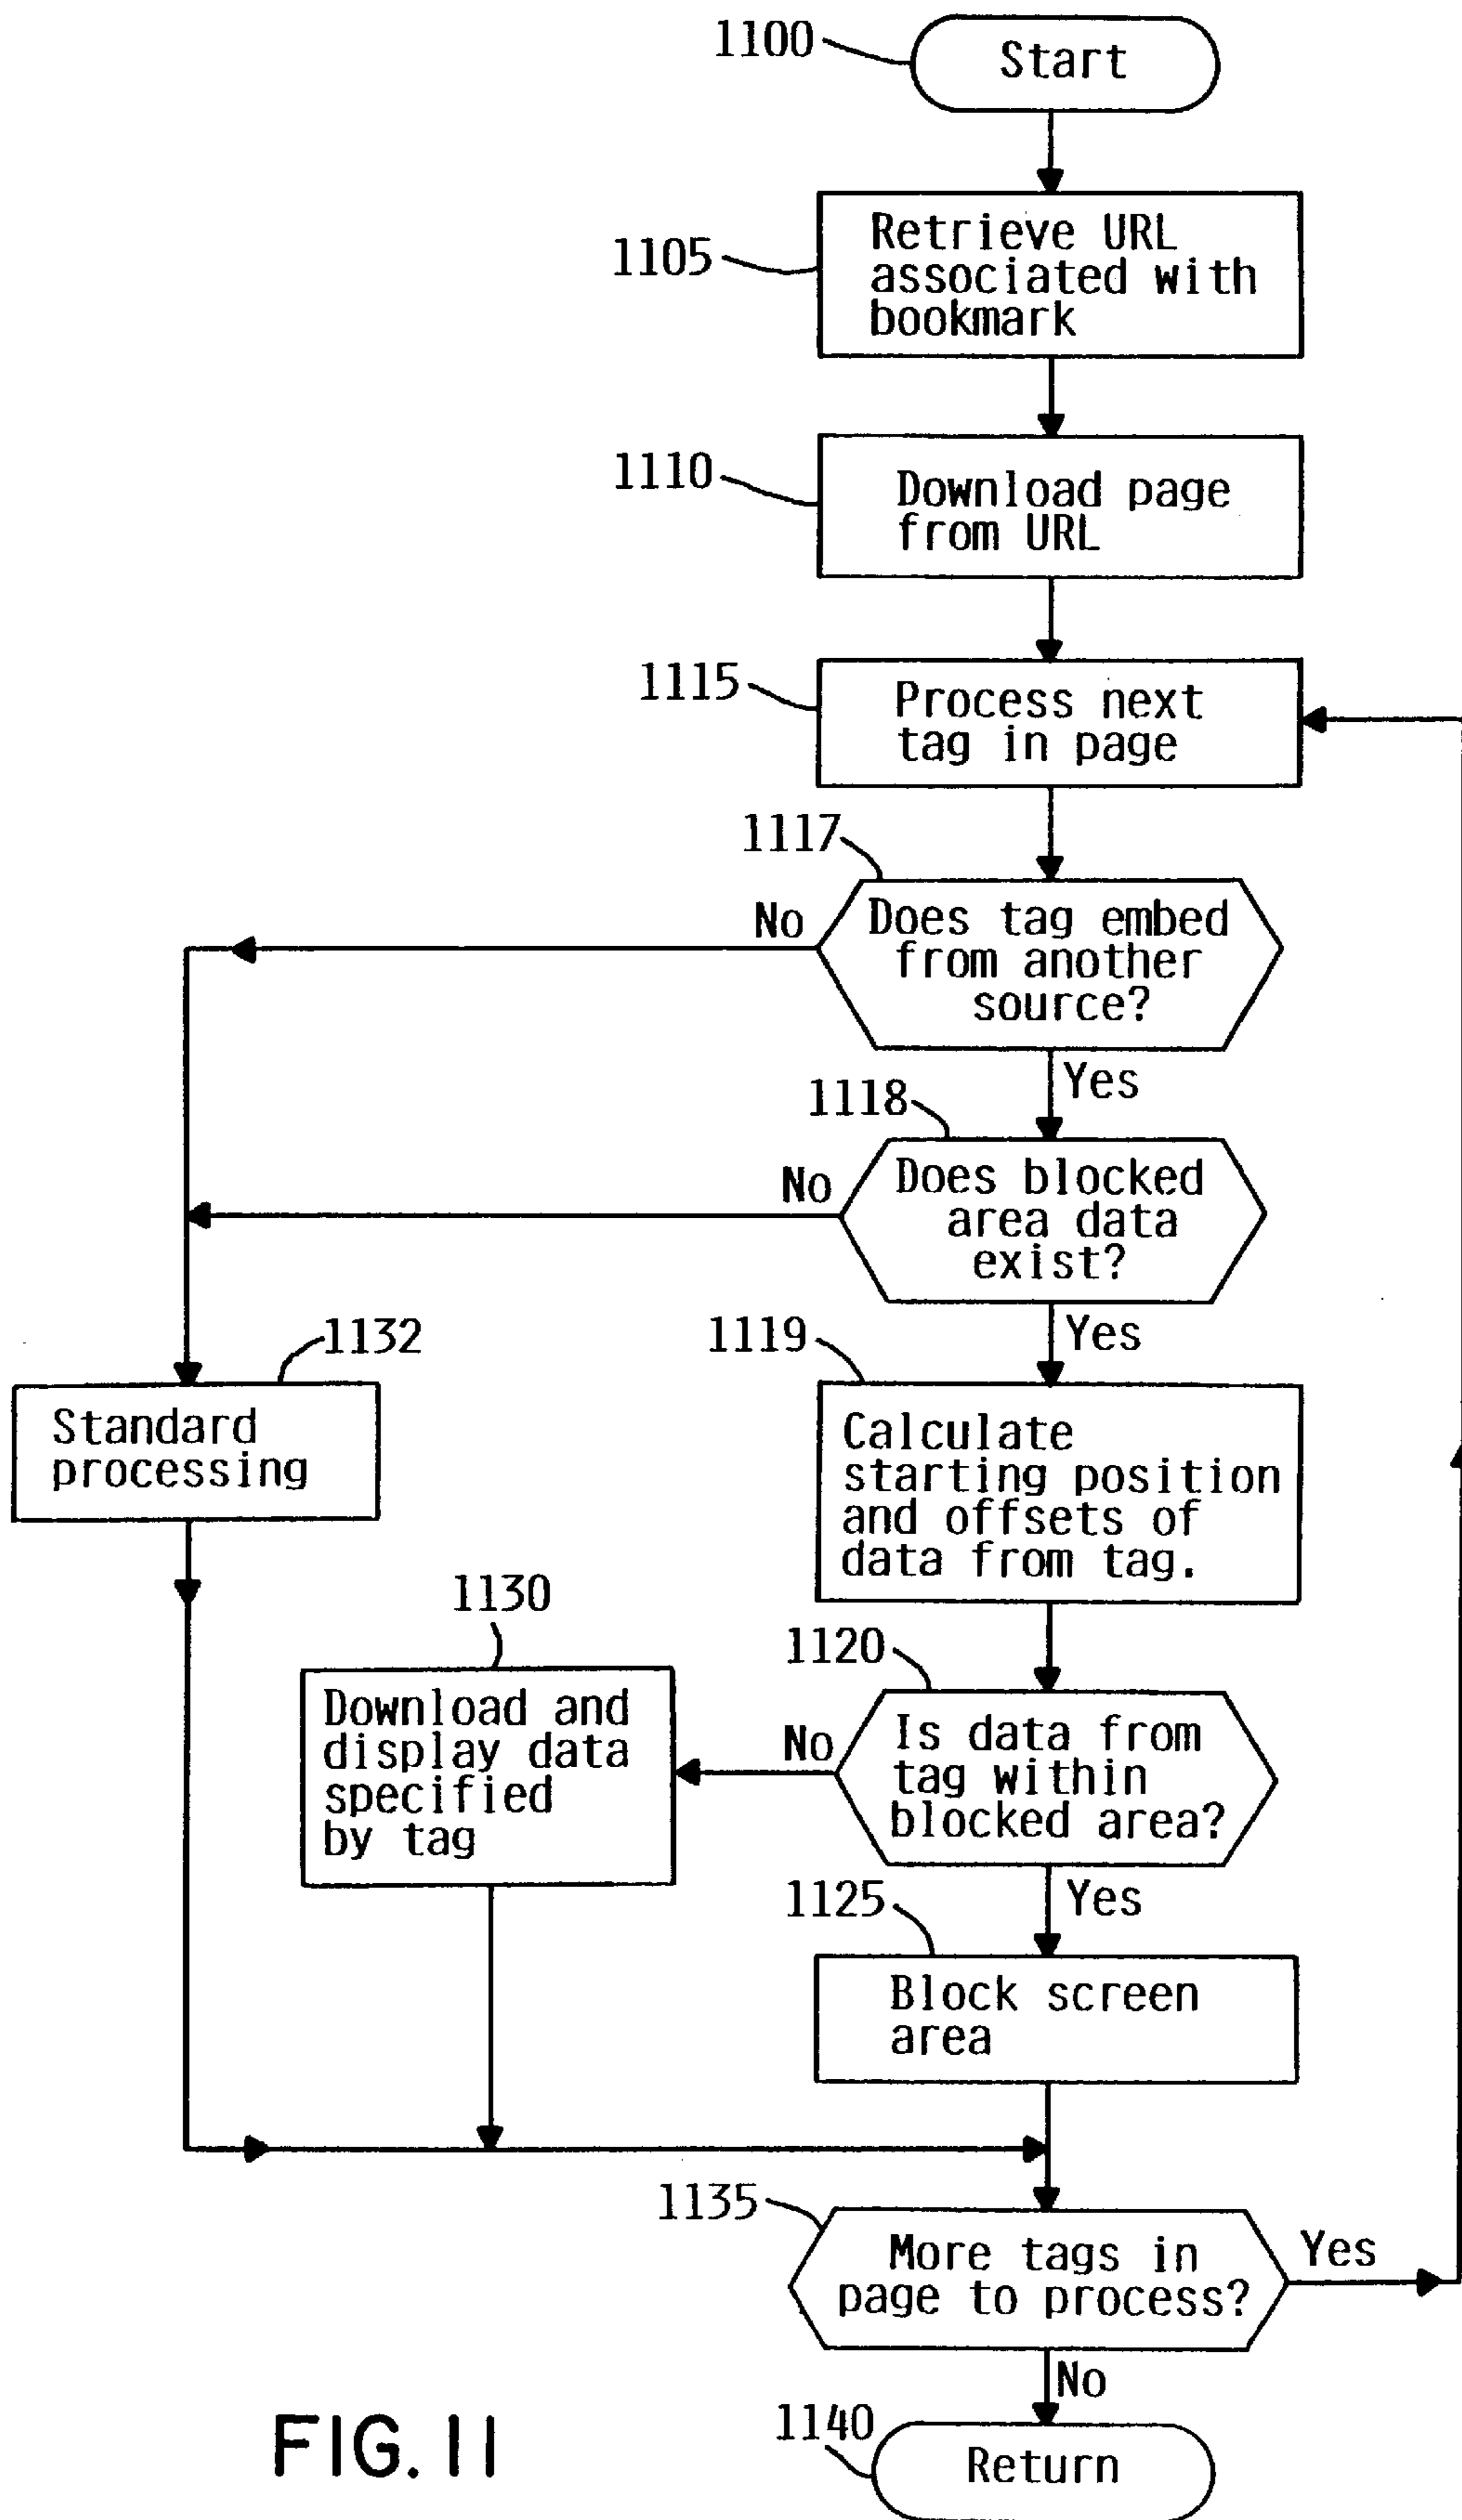 1100
Start
1105
Retrieve URL
associated with
bookmark
1110
Download page
from URL
1115
Process next
tag in page
1117
No
Does tag embed
from another
source?
Yes
1118
No
Does blocked
area data
exist?
Yes
1132
Standard
processing
1119
Calculate
starting position
and offsets of
data from tag.
1130
Download and
display data
specified
by tag
1120
No
Is data from
tag within
blocked area?
Yes
1125
Block screen
area
1135
More tags in
page to process?
Yes
No
1140
Return
FIG. 11